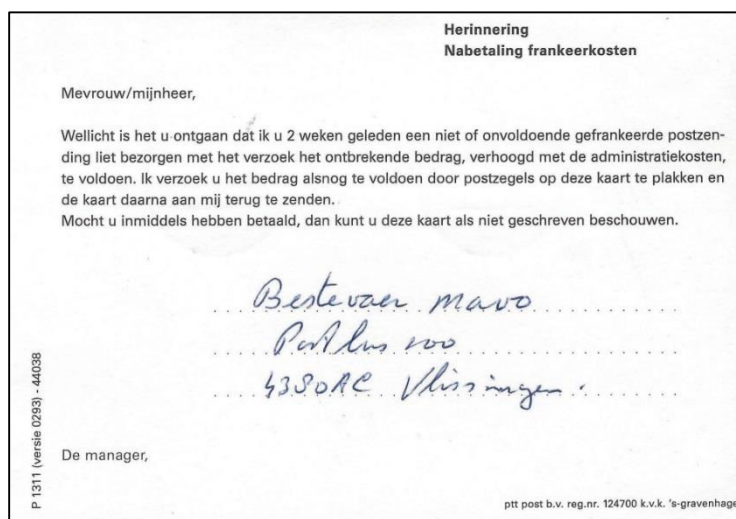 Herinnering
Nabetaling frankeerkosten
Mevrouw/mijnheer,
Wellicht is het u ontgaan dat ik u 2 weken geleden een niet of onvoldoende gefrankeerde postzen-
ding liet bezorgen met het verzoek het ontbrekende bedrag, verhoogd met de administratiekosten,
te voldoen. Ik verzoek u het bedrag alsnog te voldoen door postzegels op deze kaart te plakken en
de kaart daarna aan mij terug te zenden.
Mocht u inmiddels hebben betaald, dan kunt u deze kaart als niet geschreven beschouwen.
Bestevaer mavo
Postbus 100
4380AC Vlissingen.
De manager,
P 1311 (versie 0293) - 44038
ptt post b.v. reg.nr. 124700 k.v.k. 's-gravenhage